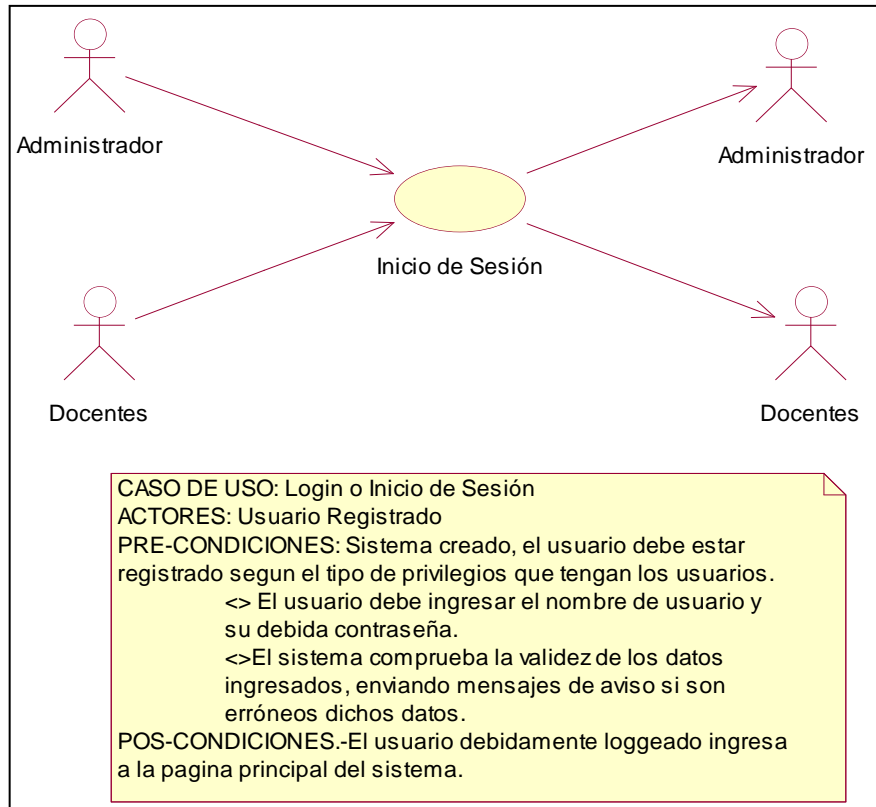 Administrador
Administrador
Inicio de Sesión
Docentes
Docentes
CASO DE USO: Login o Inicio de Sesión
ACTORES: Usuario Registrado
PRE-CONDICIONES: Sistema creado, el usuario debe estar
registrado segun el tipo de privilegios que tengan los usuarios.
<> El usuario debe ingresar el nombre de usuario y
su debida contraseña.
<>El sistema comprueba la validez de los datos
ingresados, enviando mensajes de aviso si son
erróneos dichos datos.
POS-CONDICIONES.-El usuario debidamente loggeado ingresa
a la pagina principal del sistema.